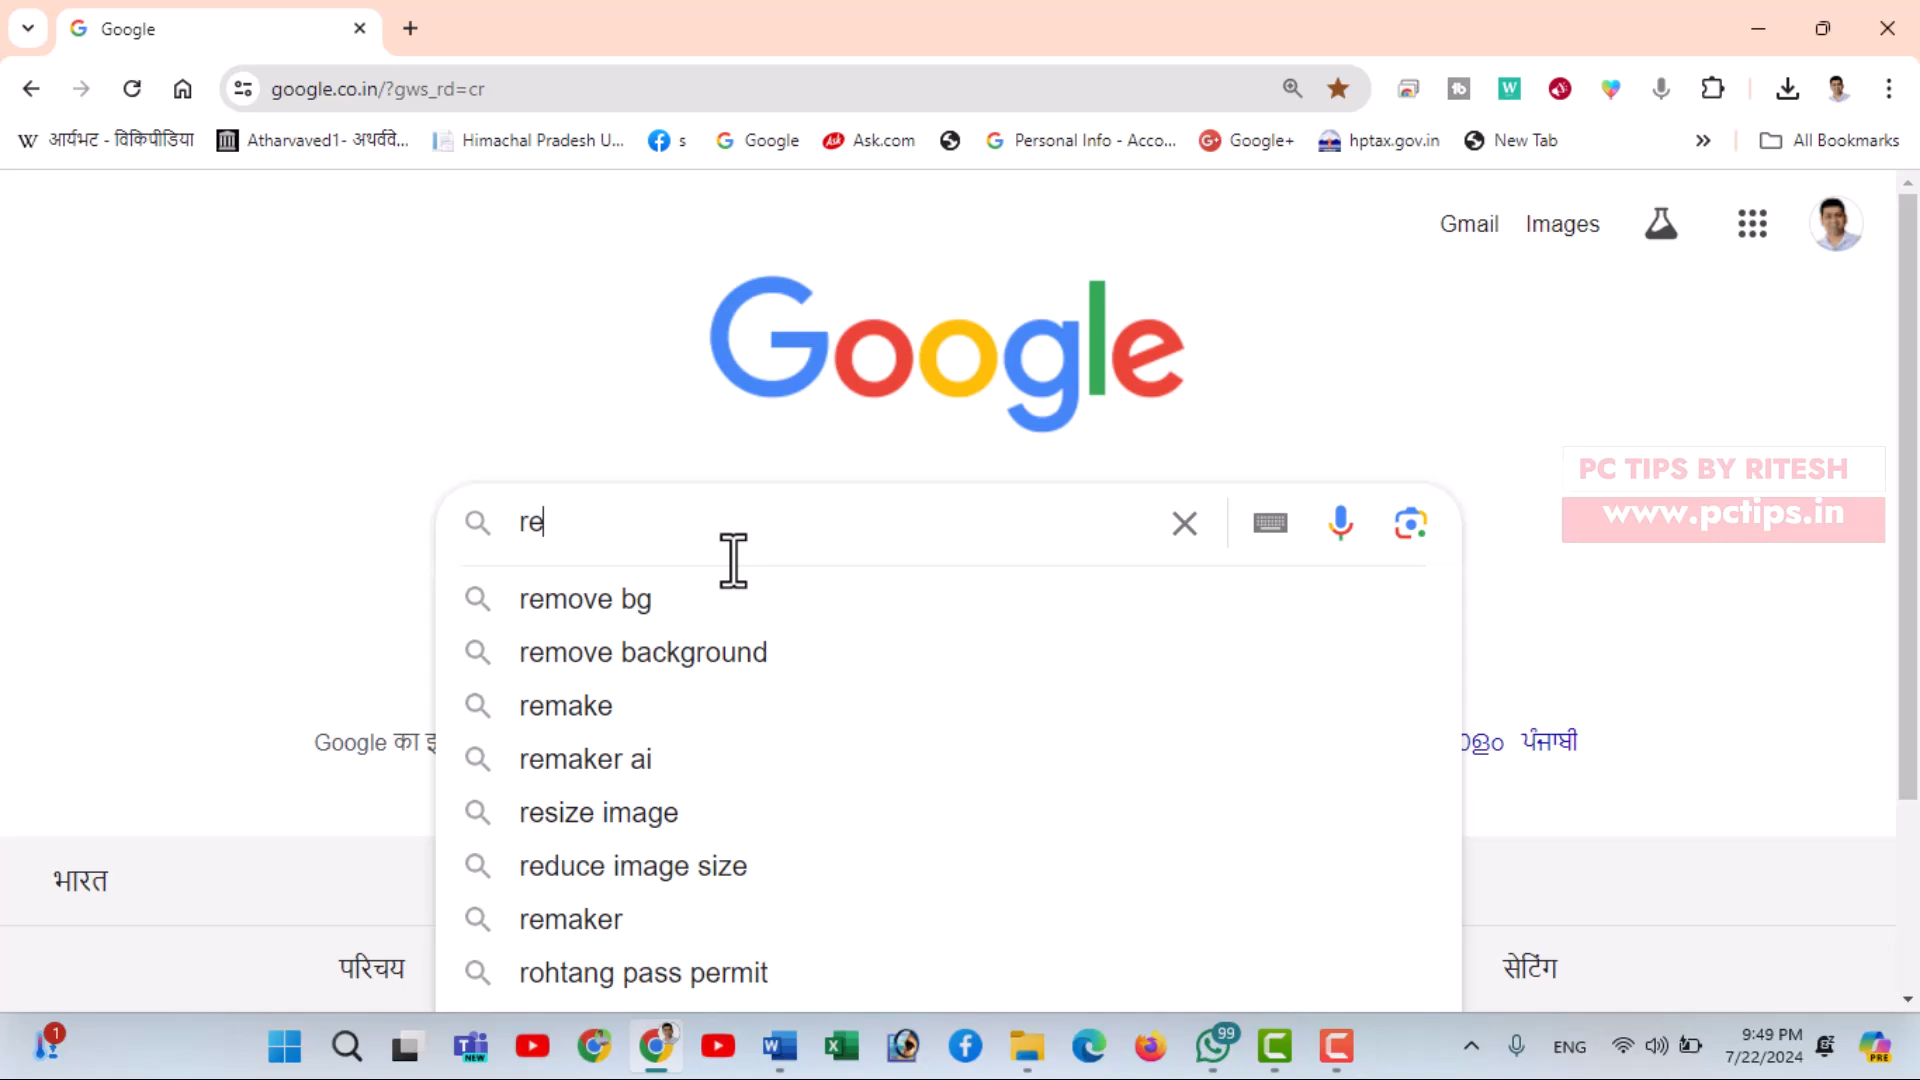 Google
google.co.in/?gws_rd=cr
आर्यभट - विकिपीडिया
Atharvaved1- अथर्ववे...
Himachal Pradesh U...
s
Google
Ask.com
Personal Info - Acco...
Google+
hptax.gov.in
New Tab
All Bookmarks
Gmail
Images
Google
PC TIPS BY RITESH
www.pctips.in
re
remove bg
remove background
remake
remaker ai
resize image
reduce image size
remaker
rohtang pass permit
Google का
ਪੰਜਾਬੀ
भारत
परिचय
सेटिंग
1
NEW
99
ENG
9:49 PM
7/22/2024
PRE